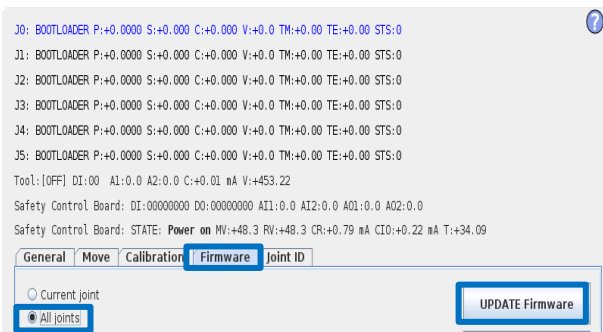 J0: BOOTLOADER P:+0.0000 S:+0.000 C:+0.000 V:+0.0 TM:+0.00 TE:+0.00 STS:0
?
J1: BOOTLOADER P:+0.0000 S:+0.000 C:+0.000 V:+0.0 TM:+0.00 TE:+0.00 STS:0
J2: BOOTLOADER P:+0.0000 S:+0.000 C:+0.000 V:+0.0 TM:+0.00 TE:+0.00 STS:0
J3: BOOTLOADER P:+0.0000 S:+0.000 C:+0.000 V:+0.0 TM:+0.00 TE:+0.00 STS:0
J4: BOOTLOADER P:+0.0000 S:+0.000 C:+0.000 V:+0.0 TM:+0.00 TE:+0.00 STS:0
J5: BOOTLOADER P:+0.0000 S:+0.000 C:+0.000 V:+0.0 TM:+0.00 TE:+0.00 STS:0
Tool:[OFF] DI:00 A1:0.0 A2:0.0 C:+0.01 mA V:+453.22
Safety Control Board: DI:00000000 DO:00000000 AI1:0.0 AI2:0.0 AO1:0.0 AO2:0.0
Safety Control Board: STATE: Power on MV:+48.3 RV:+48.3 CR:+0.79 mA CIO:+0.22 mA T:+34.09
General Move Calibration Firmware Joint ID
Current joint
All joints
UPDATE Firmware